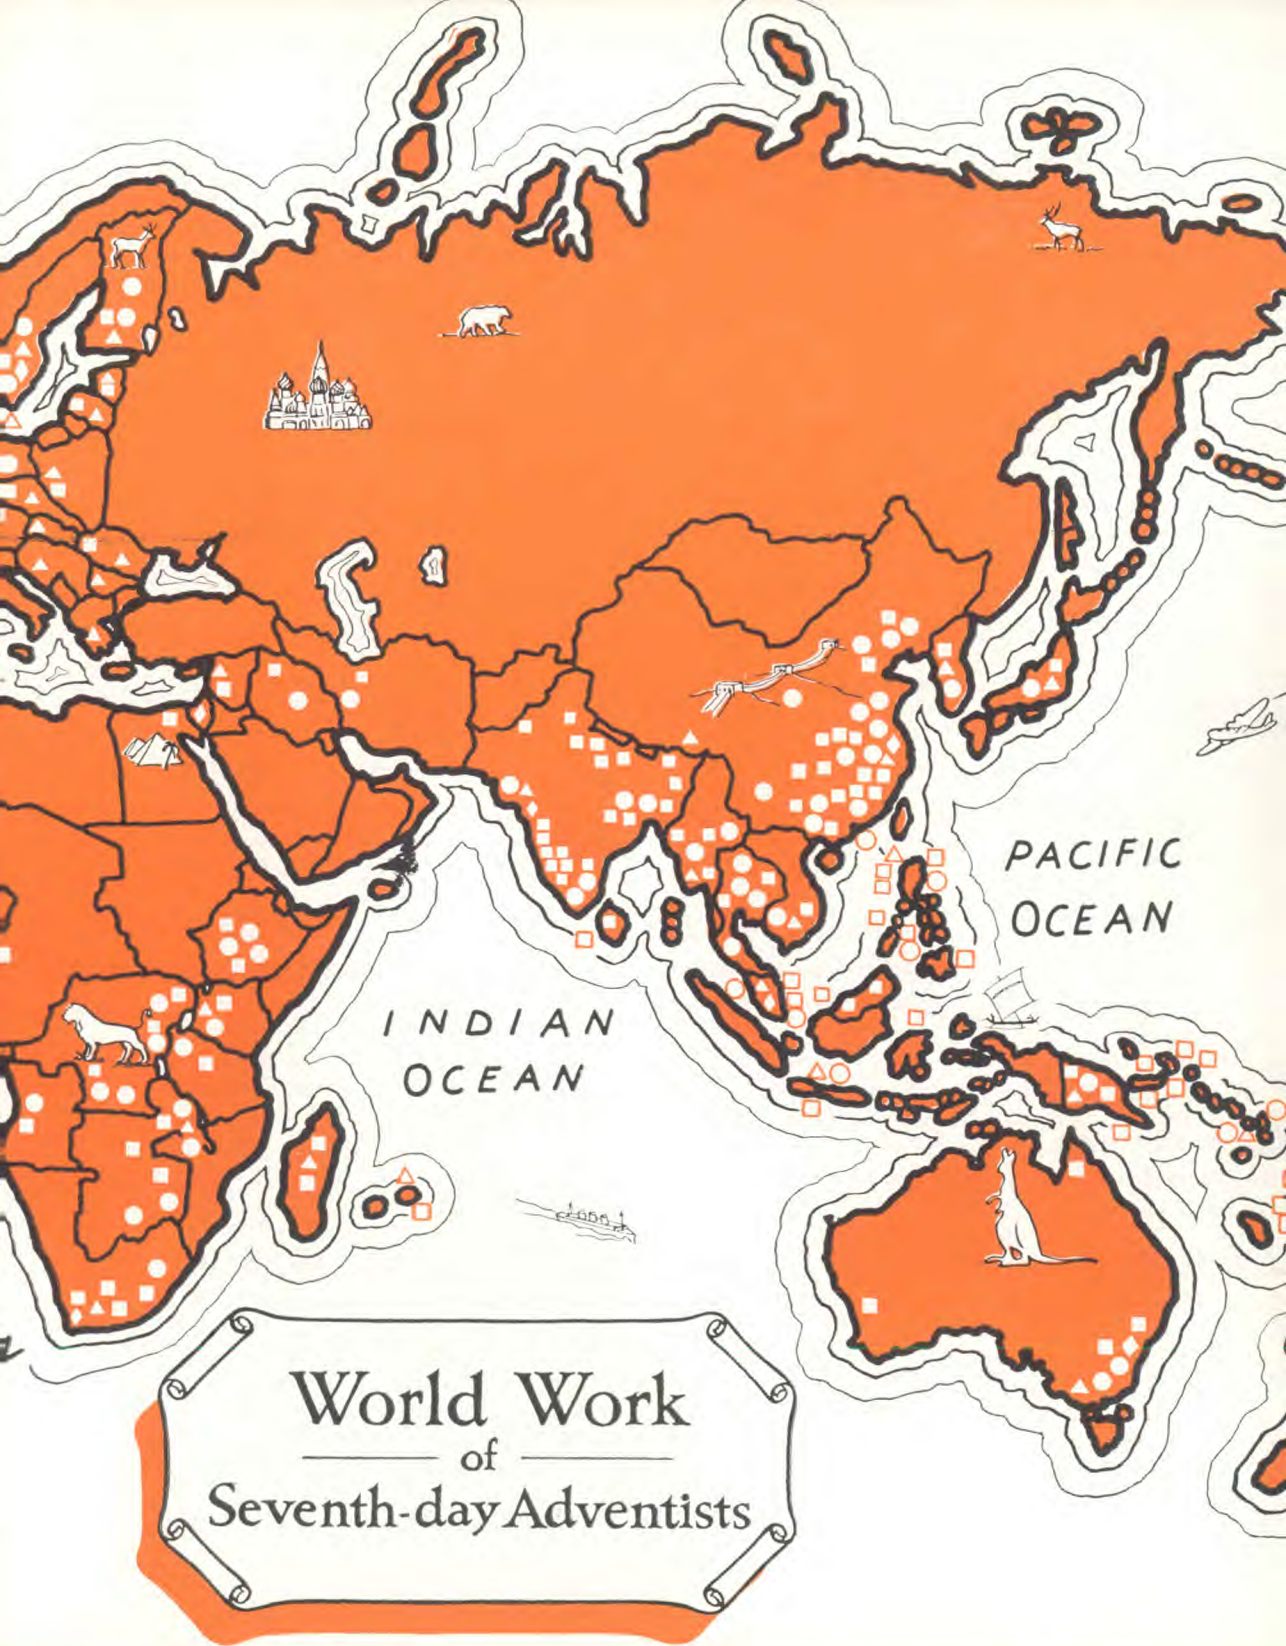 PACIFIC
OCEAN
INDIAN
OCEAN
World Work
of
Seventh-day Adventists